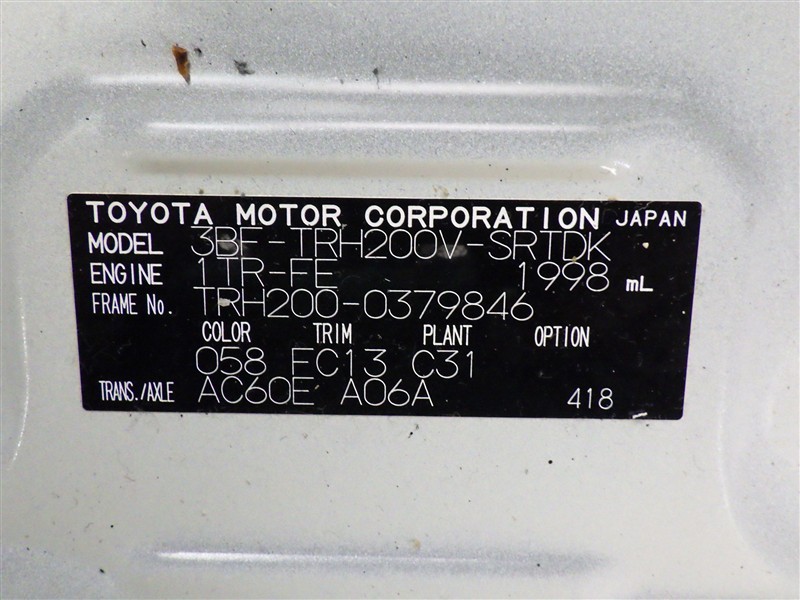 TOYOTA MOTOR CORPORATION JAPAN
MODEL 3BF-TRH200V-SRTDK
ENGINE 1TR-FE 1998 mL
FRAME No. TRH200-0379846
COLOR TRIM PLANT OPTION
058 FC13 C31
TRANS./AXLE AC60E A06A 418